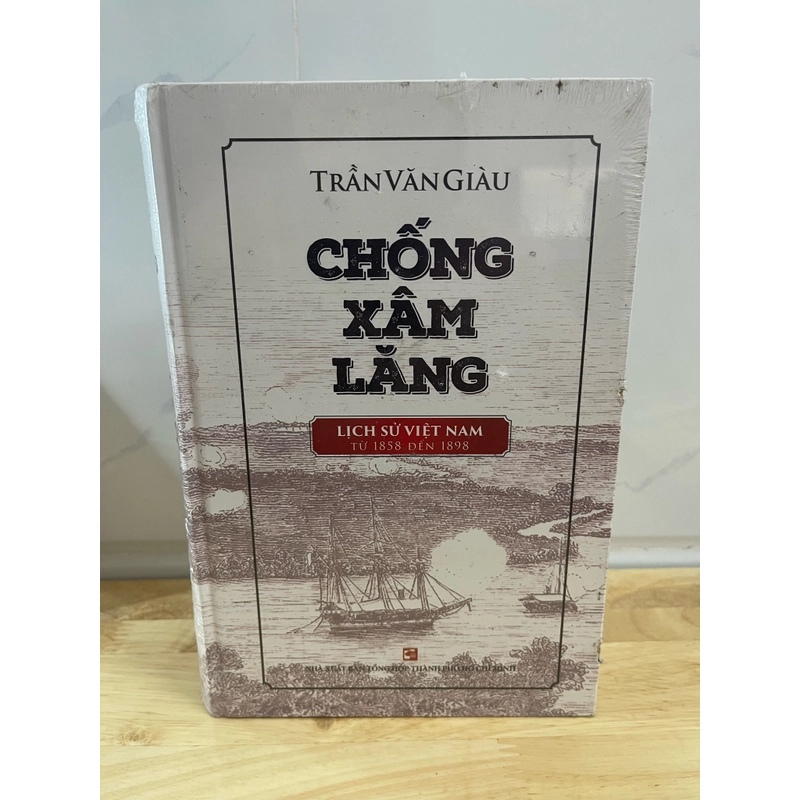 TRẦN VĂN GIÀU
CHỐNG
XÂM
LĂNG
LỊCH SỬ VIỆT NAM
TỪ 1858 ĐẾN 1898
NHÀ XUẤT BẢN TỔNG HỢP THÀNH PHỐ HỒ CHÍ MINH